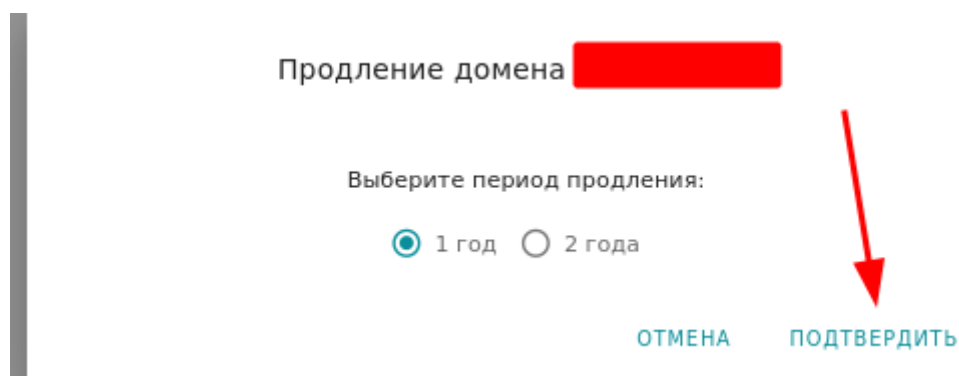 Продление домена
Выберите период продления:
1 год 2 года
ОТМЕНА ПОДТВЕРДИТЬ